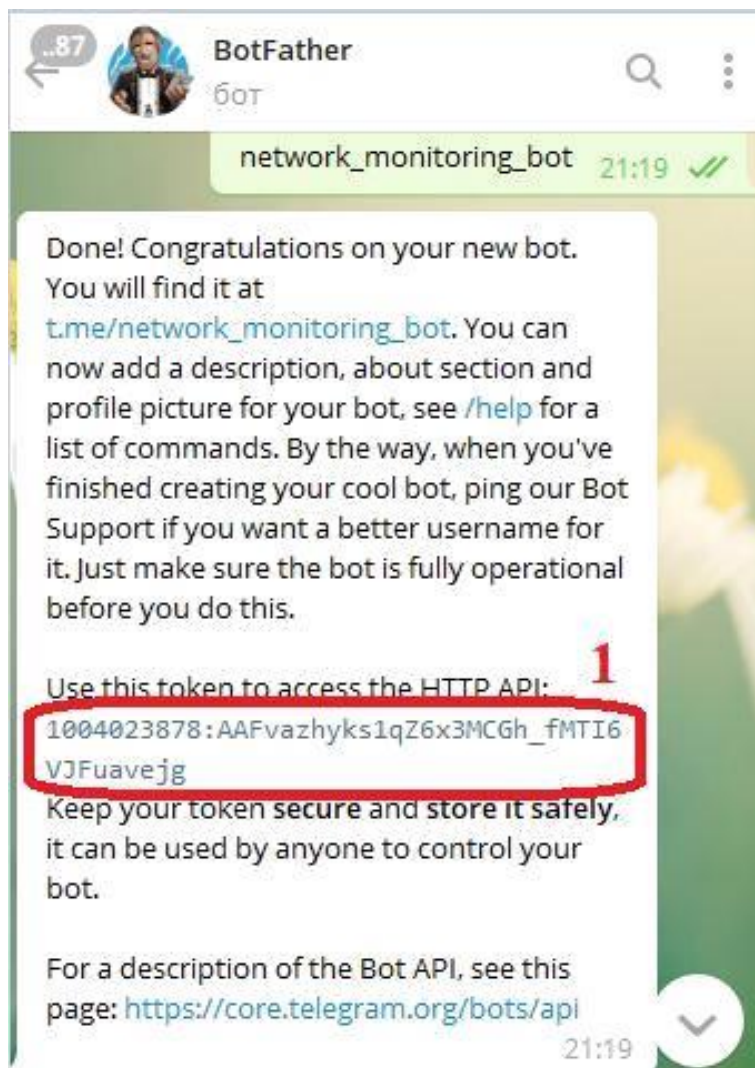 ..87
BotFather
бот
network_monitoring_bot 21:19
Done! Congratulations on your new bot.
You will find it at
t.me/network_monitoring_bot. You can
now add a description, about section and
profile picture for your bot, see /help for a
list of commands. By the way, when you've
finished creating your cool bot, ping our Bot
Support if you want a better username for
it. Just make sure the bot is fully operational
before you do this.
1
Use this token to access the HTTP API:
1004023878:AAFvazhyks1qZ6x3MCGh_fMTI6
VJFuavejg
Keep your token secure and store it safely,
it can be used by anyone to control your
bot.
For a description of the Bot API, see this
page: https://core.telegram.org/bots/api
21:19